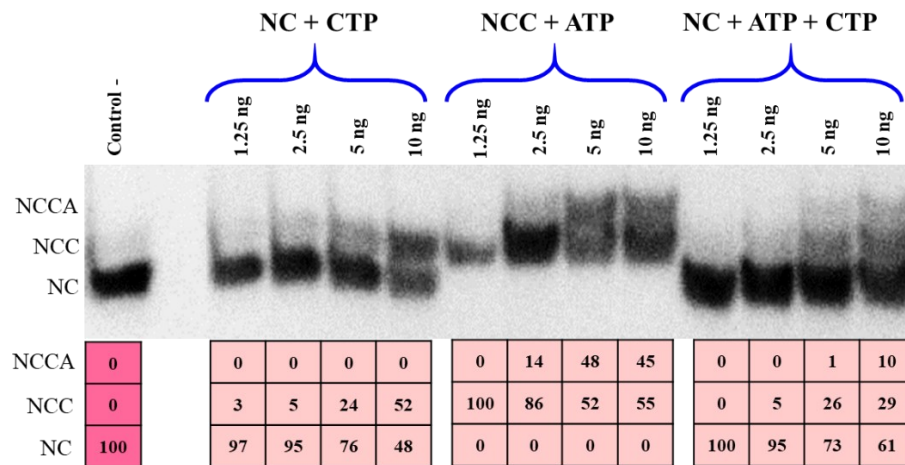 NC + CTP NCC + ATP NC + ATP + CTP
Control - 1.25 ng 2.5 ng 5 ng 10 ng 1.25 ng 2.5 ng 5 ng 10 ng 1.25 ng 2.5 ng 5 ng 10 ng
NCCA
NCC
NC
NCCA 0 0 0 0 0 0 14 48 45 0 0 1 10
NCC 0 3 5 24 52 100 86 52 55 0 5 26 29
NC 100 97 95 76 48 0 0 0 0 100 95 73 61